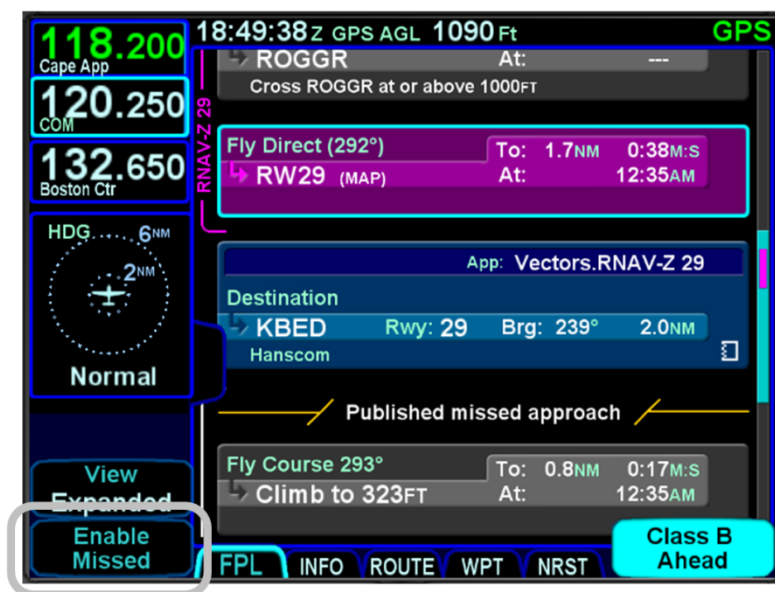 118.200
Cape App
120.250
COM
132.650
Boston Ctr
HDG 6NM
2NM
Normal
View
Expanded
Enable
Missed
18:49:38Z GPS AGL 1090 Ft GPS
RNAV-Z 29
ROGGR At: ---
Cross ROGGR at or above 1000FT
Fly Direct (292°) To: 1.7NM 0:38M:S
RW29 (MAP) At: 12:35AM
App: Vectors.RNAV-Z 29
Destination
KBED Rwy: 29 Brg: 239° 2.0NM
Hanscom
Published missed approach
Fly Course 293° To: 0.8NM 0:17M:S
Climb to 323FT At: 12:35AM
Class B
Ahead
FPL INFO ROUTE WPT NRST